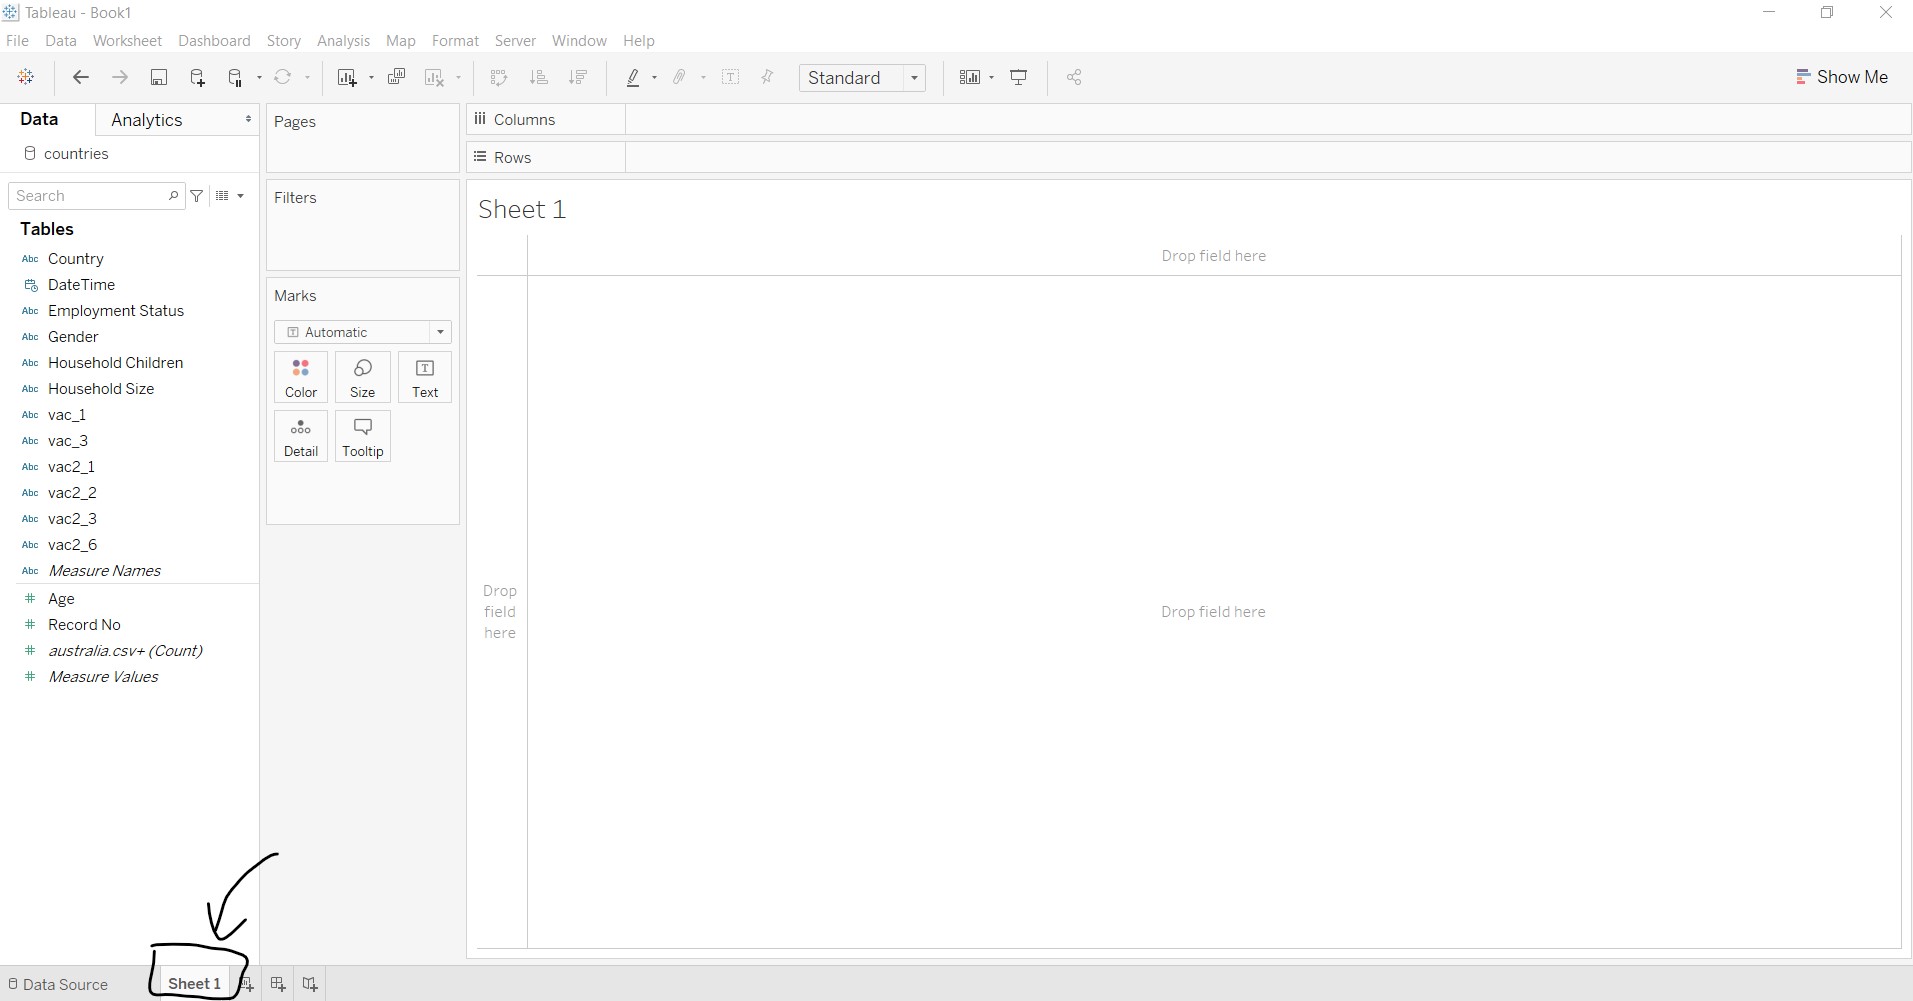 Tableau - Book1
File Data Worksheet Dashboard Story Analysis Map Format Server Window Help
Standard
Show Me
Data Analytics
countries
Search
Tables
Abc Country
DateTime
Abc Employment Status
Abc Gender
Abc Household Children
Abc Household Size
Abc vac_1
Abc vac_3
Abc vac2_1
Abc vac2_2
Abc vac2_3
Abc vac2_6
Abc Measure Names
# Age
# Record No
# australia.csv+ (Count)
# Measure Values
Pages
Filters
Marks
T Automatic
Color Size T Text
Detail Tooltip
Columns
Rows
Sheet 1
Drop field here
Drop
field
here
Drop field here
Data Source Sheet 1